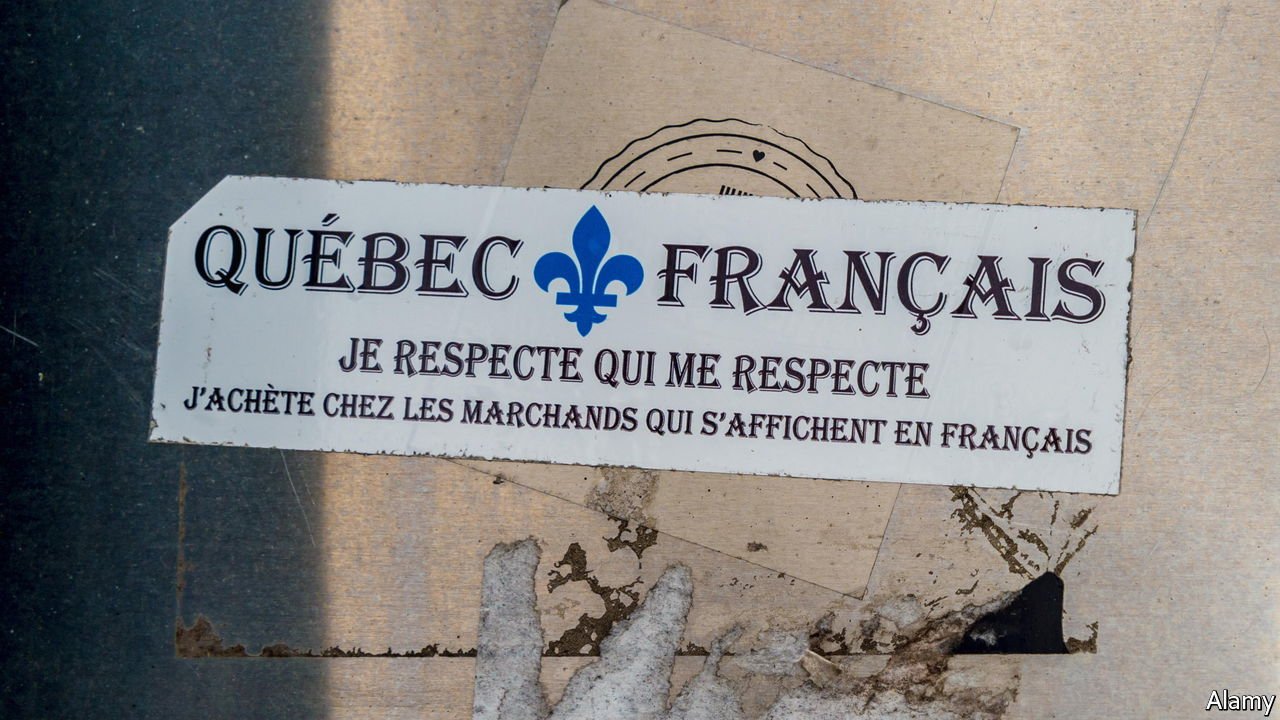 QUÉBEC FRANÇAIS
JE RESPECTE QUI ME RESPECTE
J'ACHÈTE CHEZ LES MARCHANDS QUI S'AFFICHENT EN FRANÇAIS
Alamy